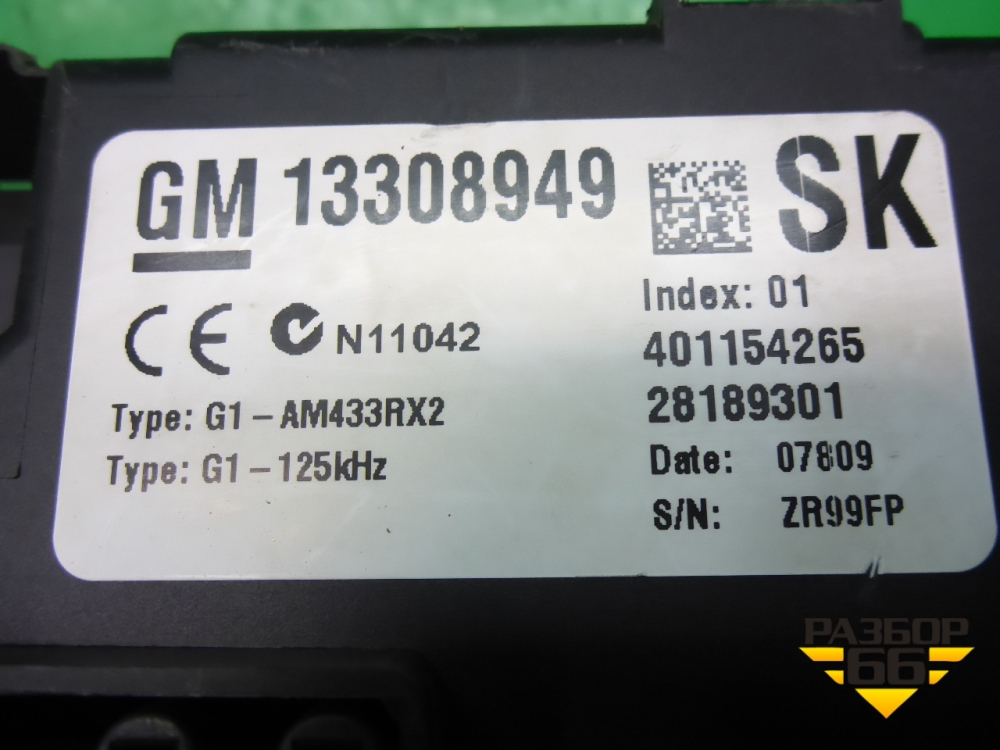 GM 13308949
SK
CE N11042
Type: G1-AM433RX2
Type: G1-125kHz
Index: 01
401154265
28189301
Date: 07809
S/N: ZR99FP
РАЗБОР
66